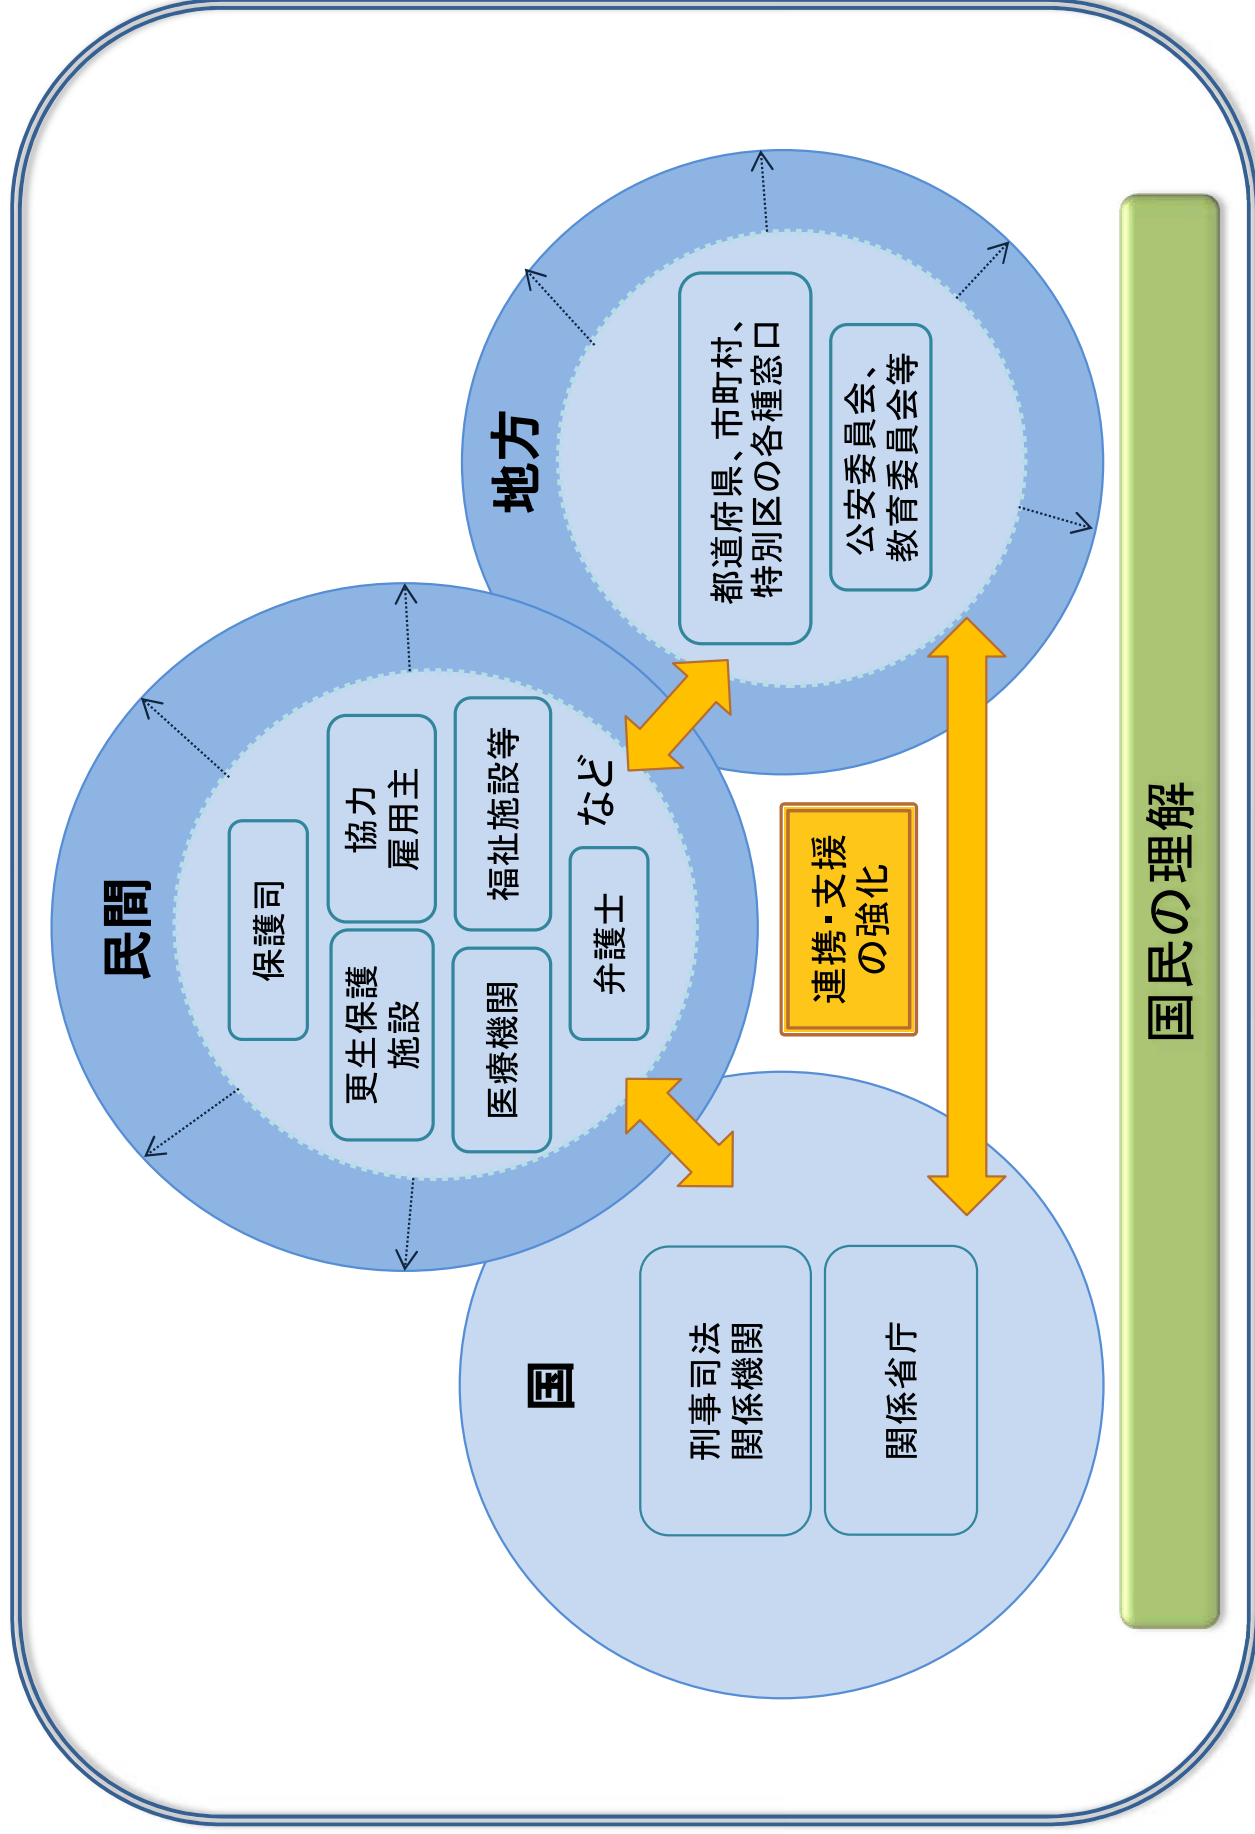 民間
保護司
更生保護
施設
協力
雇用主
医療機関
福祉施設等
弁護士
など
国
刑事司法
関係機関
関係省庁
連携・支援
の強化
地方
都道府県、市町村、
特別区の各種窓口
公安委員会、
教育委員会等
国民の理解